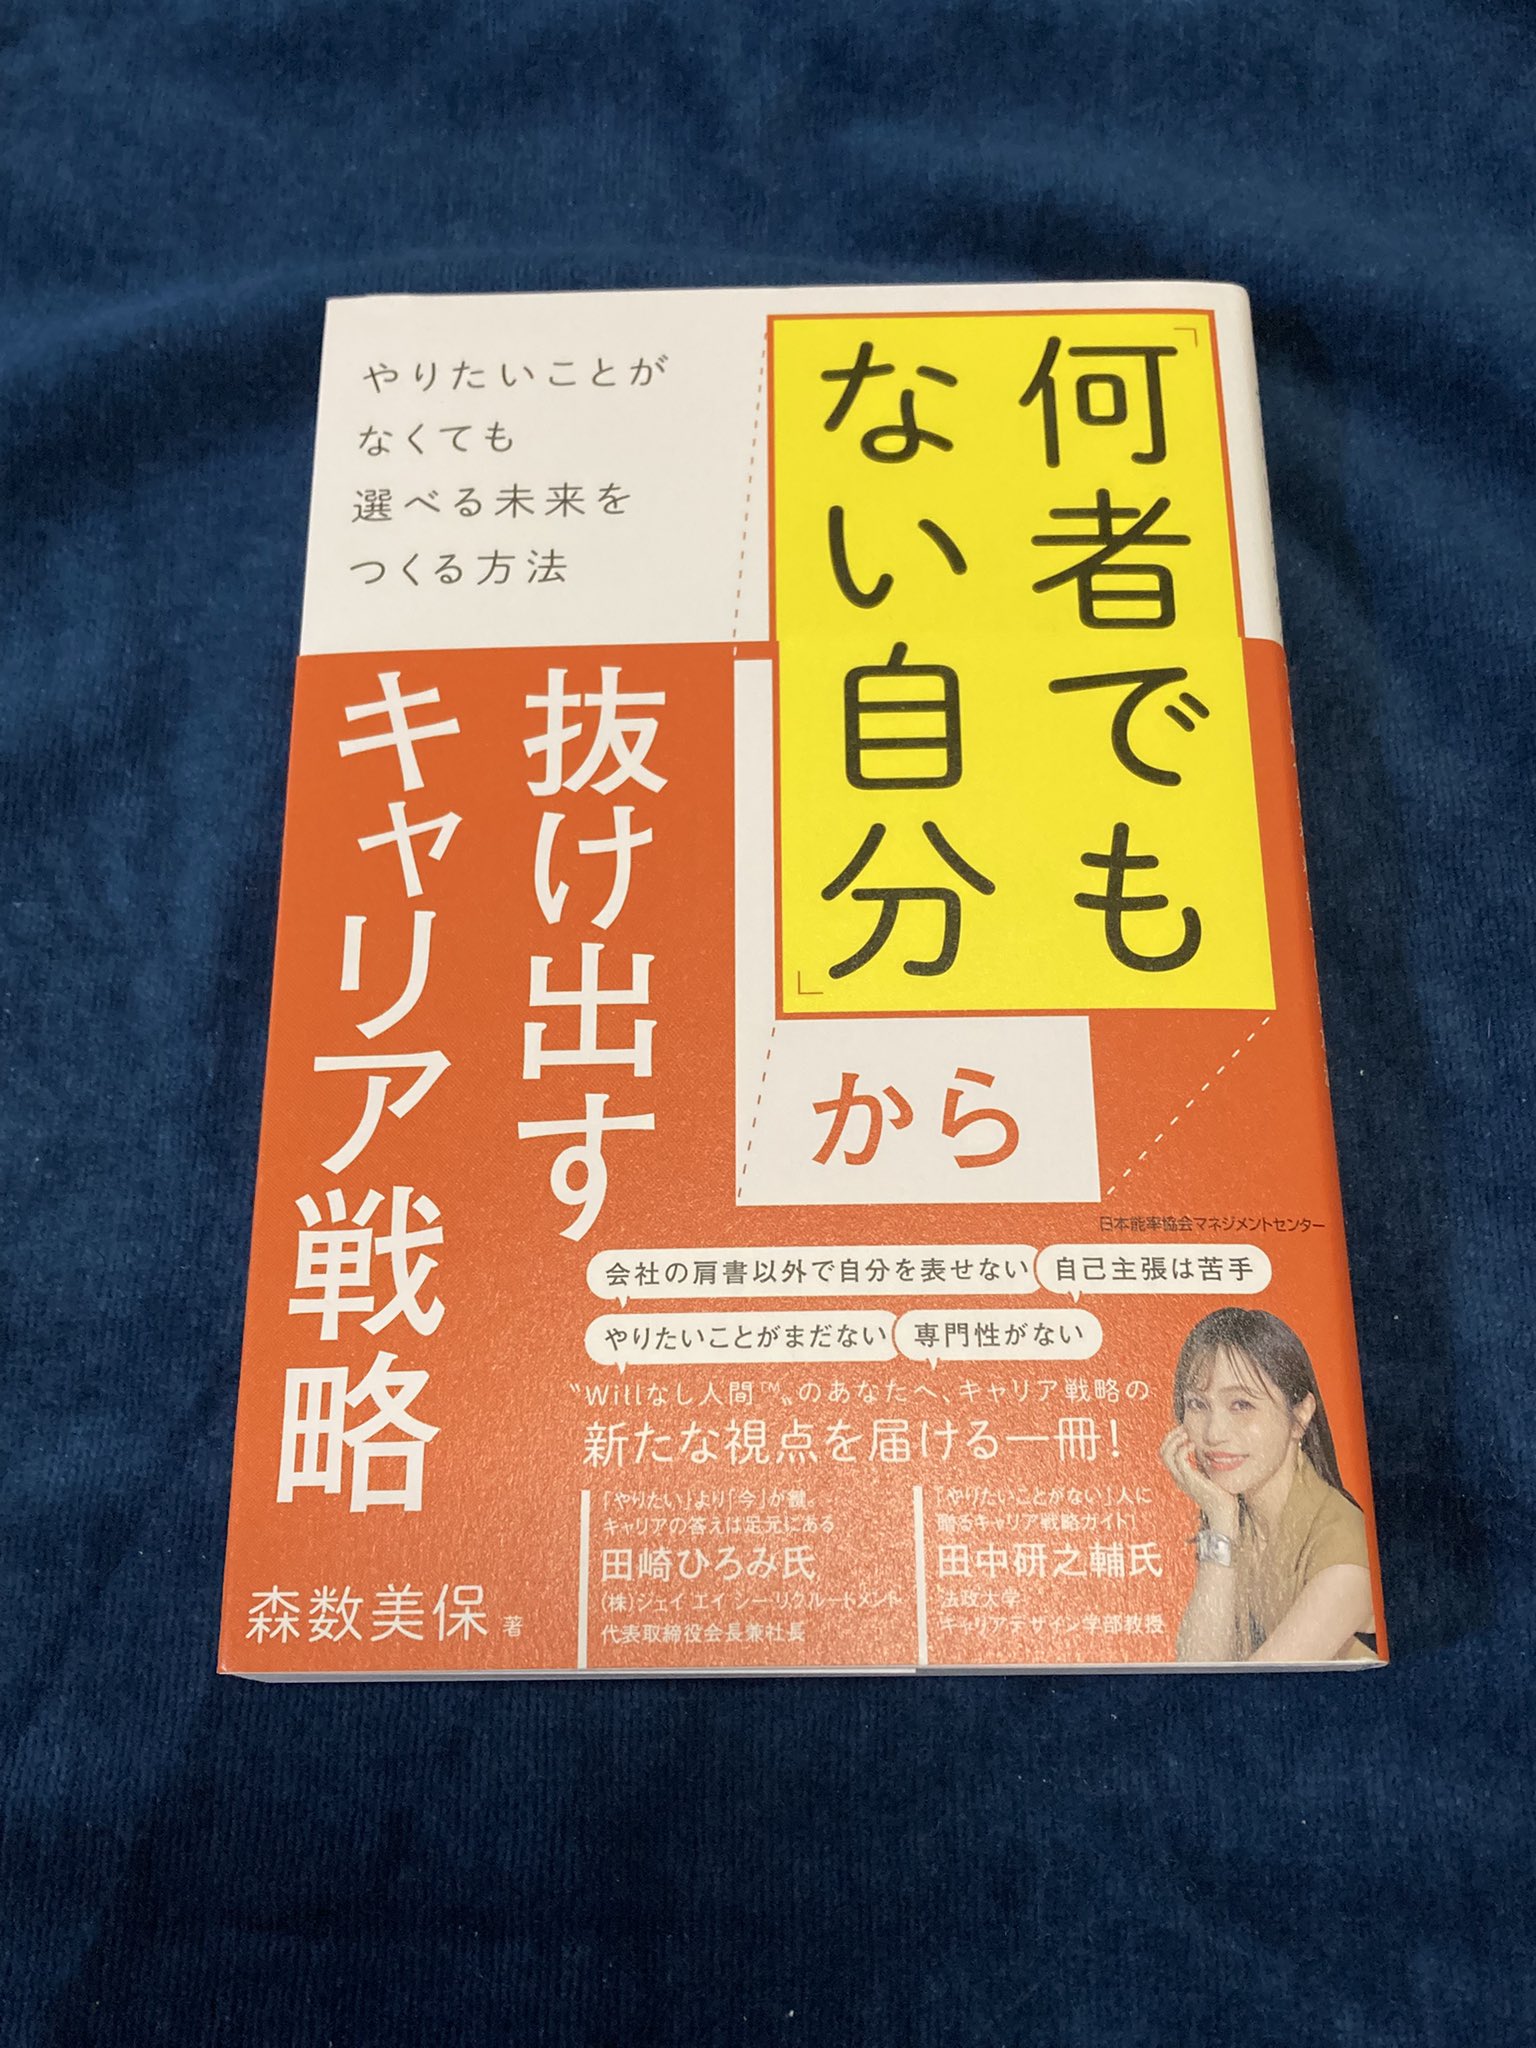 「何者でも
ない自分」
から
抜け出す
キャリア戦略
やりたいことが
なくても
選べる未来を
つくる方法
日本能率協会マネジメントセンター
会社の肩書以外で自分を表せない
自己主張は苦手
やりたいことがまだない
専門性がない
“Willなし人間™”のあなたへ、キャリア戦略の
新たな視点を届ける一冊!
「やりたい」より「今」が鍵。
キャリアの答えは足元にある
田崎ひろみ氏
(株)ジェイ エイ シー リクルートメント
代表取締役会長兼社長
「やりたいことがない」人に
贈るキャリア戦略ガイド!
田中研之輔氏
法政大学
キャリアデザイン学部教授
森数美保 著